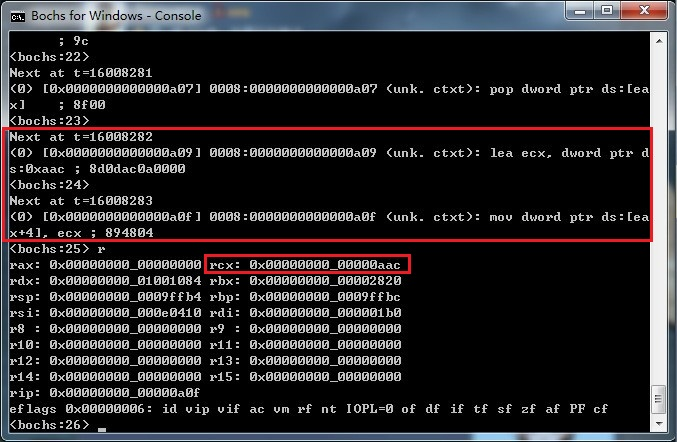 Bochs for Windows - Console
; 9c
<bochs:22>
Next at t=16008281
(0) [0x0000000000000a07] 0008:0000000000000a07 (unk. ctxt): pop dword ptr ds:[ea
x]    ; 8f00
<bochs:23>
Next at t=16008282
(0) [0x0000000000000a09] 0008:0000000000000a09 (unk. ctxt): lea ecx, dword ptr d
s:0xaac ; 8d0dac0a0000
<bochs:24>
Next at t=16008283
(0) [0x0000000000000a0f] 0008:0000000000000a0f (unk. ctxt): mov dword ptr ds:[ea
x+4], ecx ; 894804
<bochs:25> r
rax: 0x00000000_00000000 rcx: 0x00000000_00000aac
rdx: 0x00000000_01001084 rbx: 0x00000000_00002820
rsp: 0x00000000_0009ffb4 rbp: 0x00000000_0009ffbc
rsi: 0x00000000_000e0410 rdi: 0x00000000_000001b0
r8 : 0x00000000_00000000 r9 : 0x00000000_00000000
r10: 0x00000000_00000000 r11: 0x00000000_00000000
r12: 0x00000000_00000000 r13: 0x00000000_00000000
r14: 0x00000000_00000000 r15: 0x00000000_00000000
rip: 0x00000000_00000a0f
eflags 0x00000006: id vip vif ac vm rf nt IOPL=0 of df if tf sf zf af PF cf
<bochs:26>